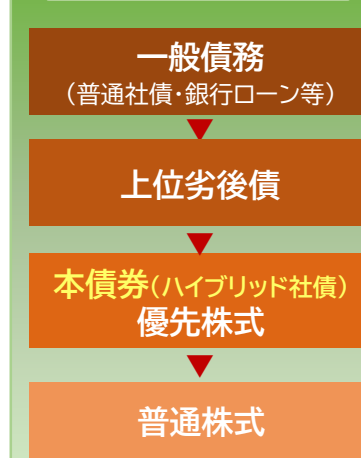 一般債務
（普通社債・銀行ローン等）
上位劣後債
本債券(ハイブリッド社債)
優先株式
普通株式